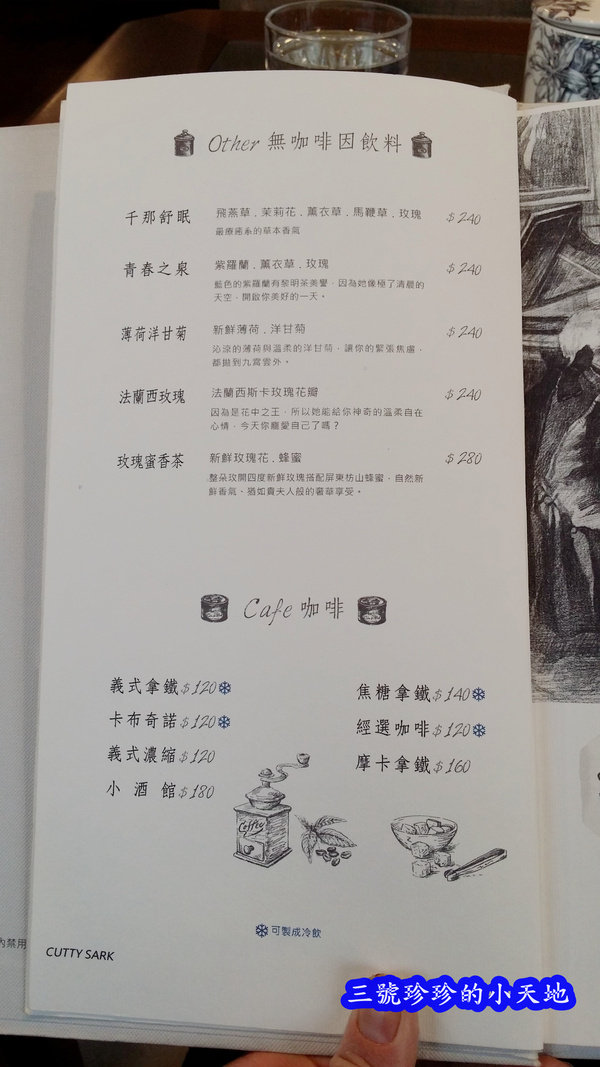 Other 無咖啡因飲料
千那舒眠 飛燕草．茉莉花．薰衣草．馬鞭草．玫瑰 $240
最療癒系的草本香氣
青春之泉 紫羅蘭．薰衣草．玫瑰 $240
藍色的紫羅蘭有黎明茶美譽，因為她像極了清晨的
天空，開啟你美好的一天。
薄荷洋甘菊 新鮮薄荷．洋甘菊 $240
沁涼的薄荷與溫柔的洋甘菊，讓你的緊張焦慮，
都拋到九霄雲外。
法蘭西玫瑰 法蘭西斯卡玫瑰花瓣 $240
因為是花中之王，所以她能給你神奇的溫柔自在
心情，今天你寵愛自己了嗎？
玫瑰蜜香茶 新鮮玫瑰花．蜂蜜 $280
整朵玫開四度新鮮玫瑰搭配屏東枋山蜂蜜，自然新
鮮香氣、猶如貴夫人般的奢華享受。
Cafe 咖啡
義式拿鐵 $120
卡布奇諾 $120
義式濃縮 $120
小酒館 $180
焦糖拿鐵 $140
經選咖啡 $120
摩卡拿鐵 $160
Coffee
可製成冷飲
內禁用
CUTTY SARK
三號珍珍的小天地